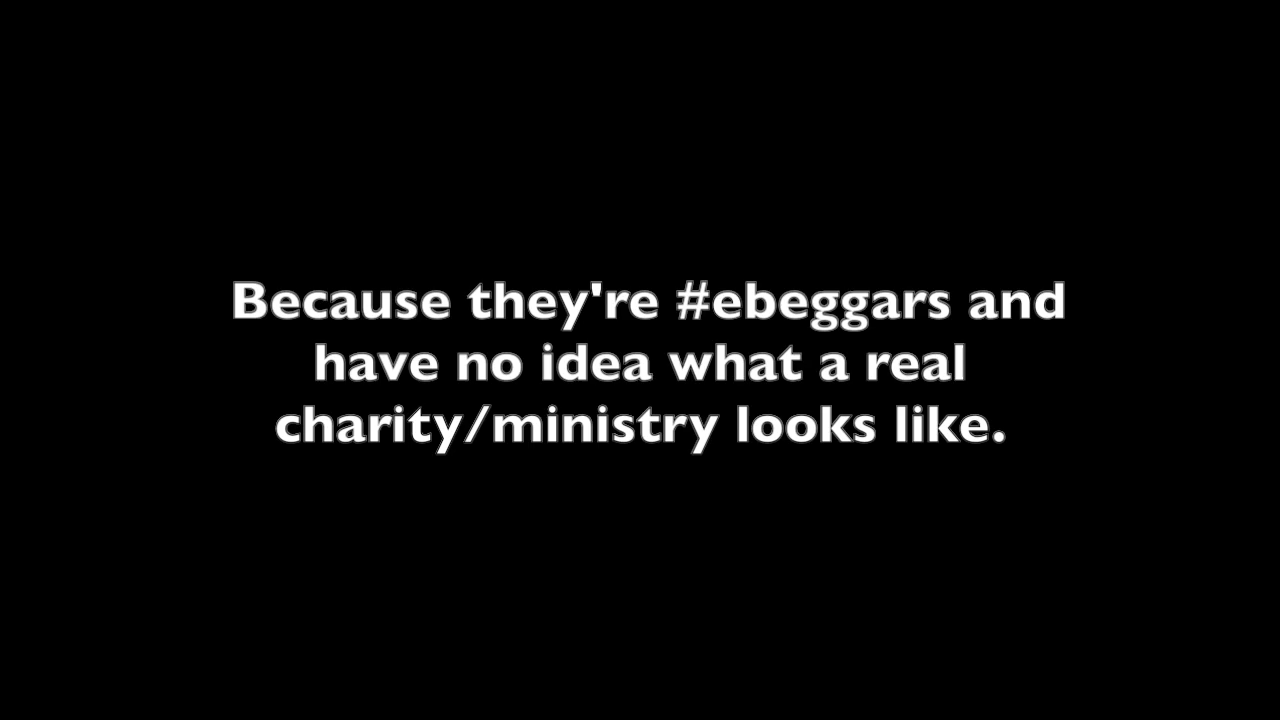 Because they're #ebeggars and
have no idea what a real
charity/ministry looks like.